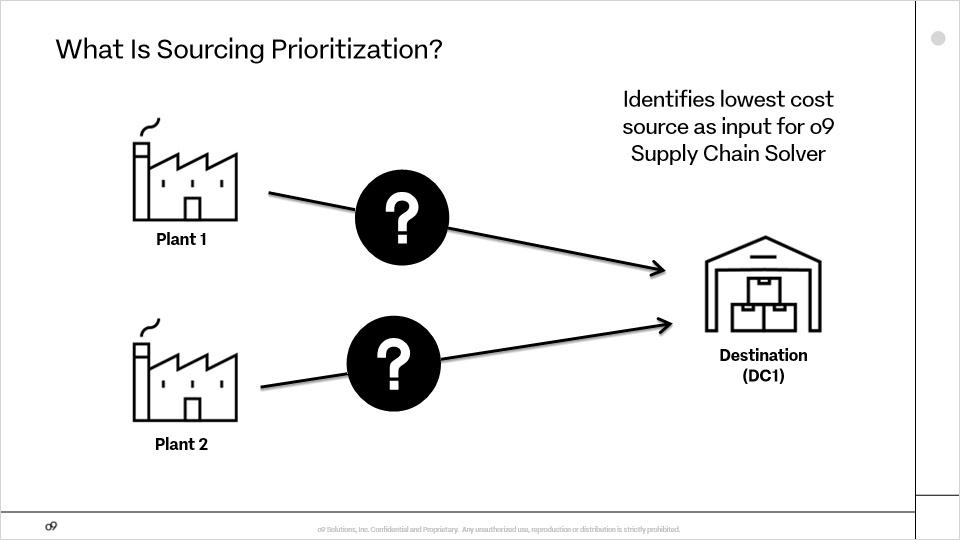 What Is Sourcing Prioritization?
Identifies lowest cost
source as input for o9
Supply Chain Solver
?
Plant 1
?
Plant 2
Destination
(DC1)
o9
o9 Solutions, Inc. Confidential and Proprietary. Any unauthorized use, reproduction or distribution is strictly prohibited.